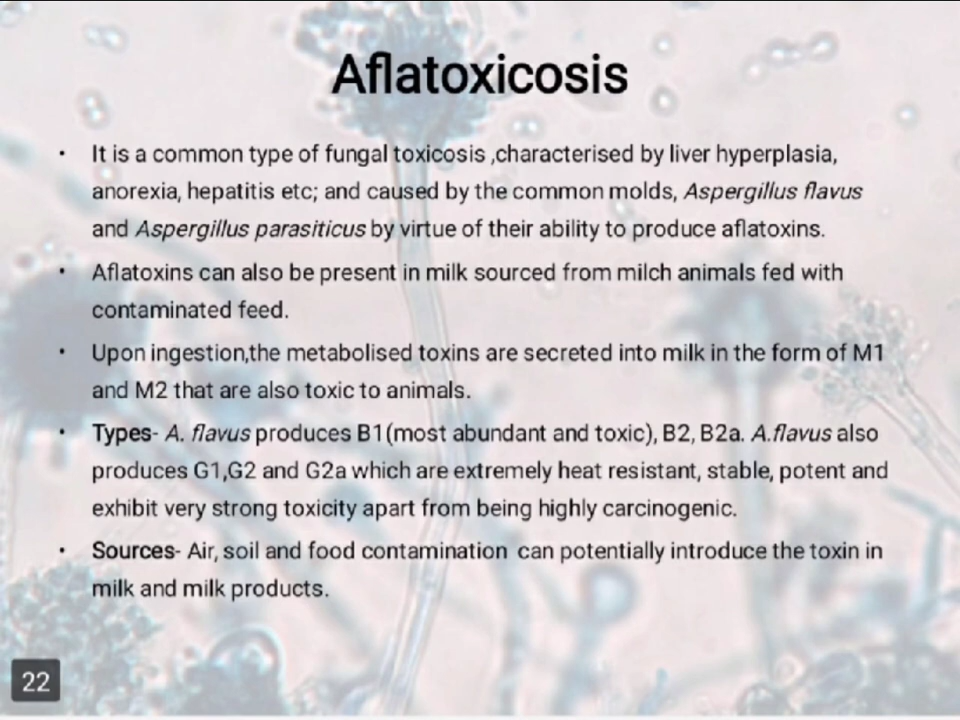 Aflatoxicosis
• It is a common type of fungal toxicosis ,characterised by liver hyperplasia,
anorexia, hepatitis etc; and caused by the common molds, Aspergillus flavus
and Aspergillus parasiticus by virtue of their ability to produce aflatoxins.
• Aflatoxins can also be present in milk sourced from milch animals fed with
contaminated feed.
• Upon ingestion,the metabolised toxins are secreted into milk in the form of M1
and M2 that are also toxic to animals.
• Types- A. flavus produces B1(most abundant and toxic), B2, B2a. A.flavus also
produces G1,G2 and G2a which are extremely heat resistant, stable, potent and
exhibit very strong toxicity apart from being highly carcinogenic.
• Sources- Air, soil and food contamination can potentially introduce the toxin in
milk and milk products.
22